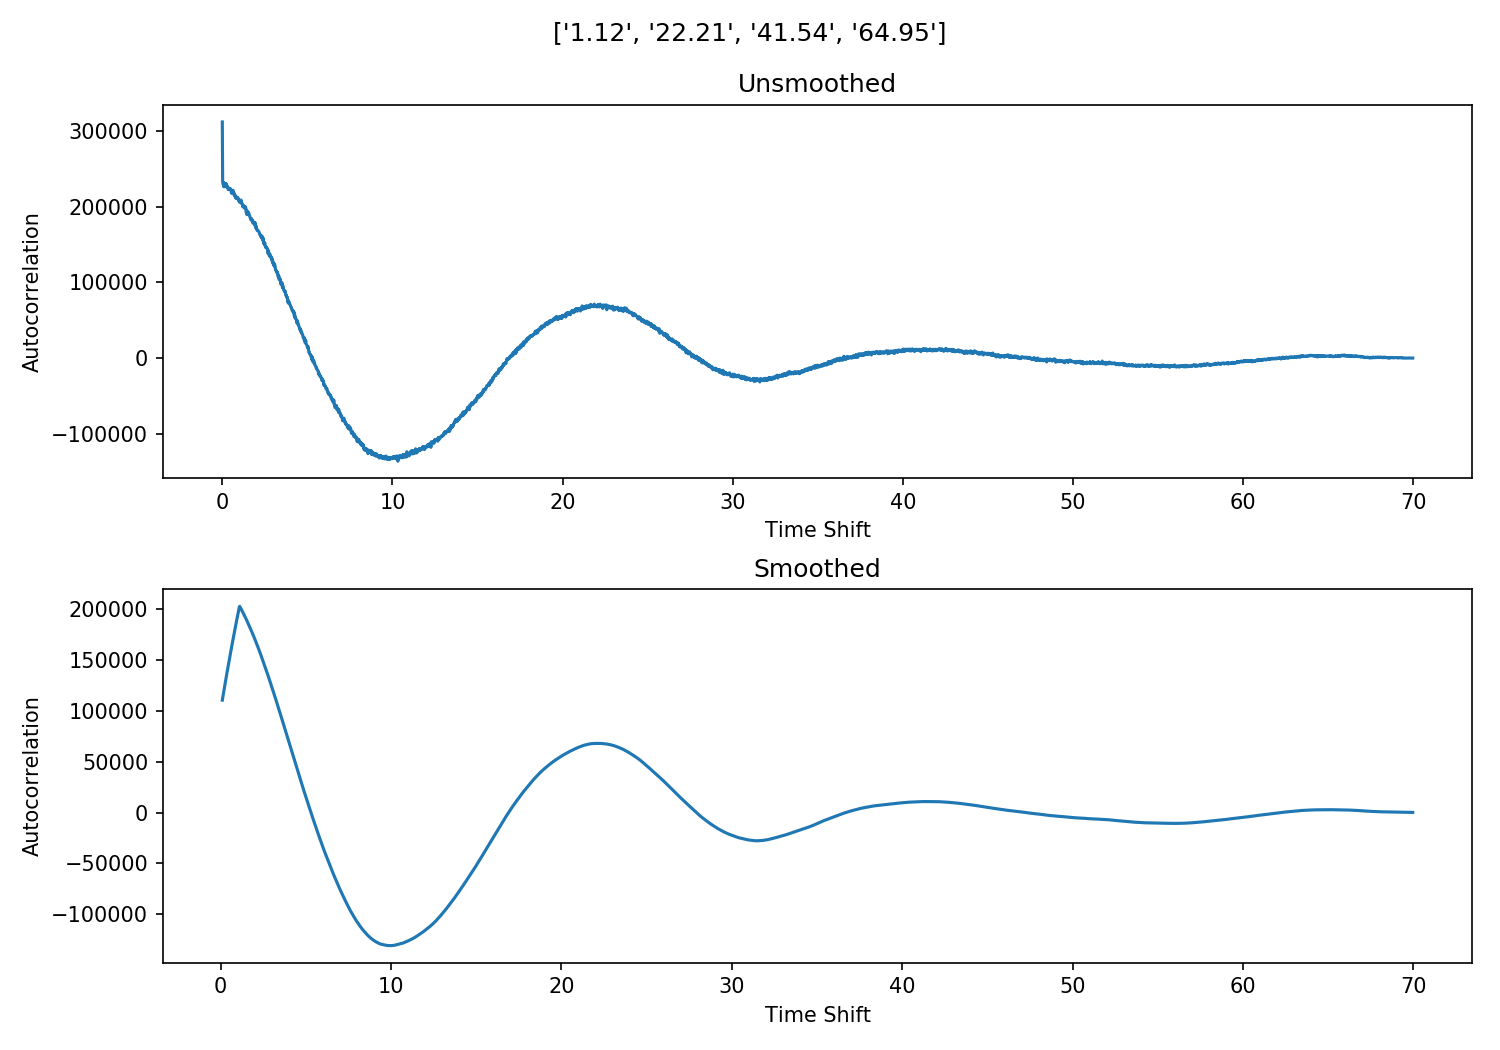 ['1.12', '22.21', '41.54', '64.95']
Unsmoothed
Autocorrelation
300000
200000
100000
0
−100000
0 10 20 30 40 50 60 70
Time Shift
Smoothed
Autocorrelation
200000
150000
100000
50000
0
−50000
−100000
0 10 20 30 40 50 60 70
Time Shift